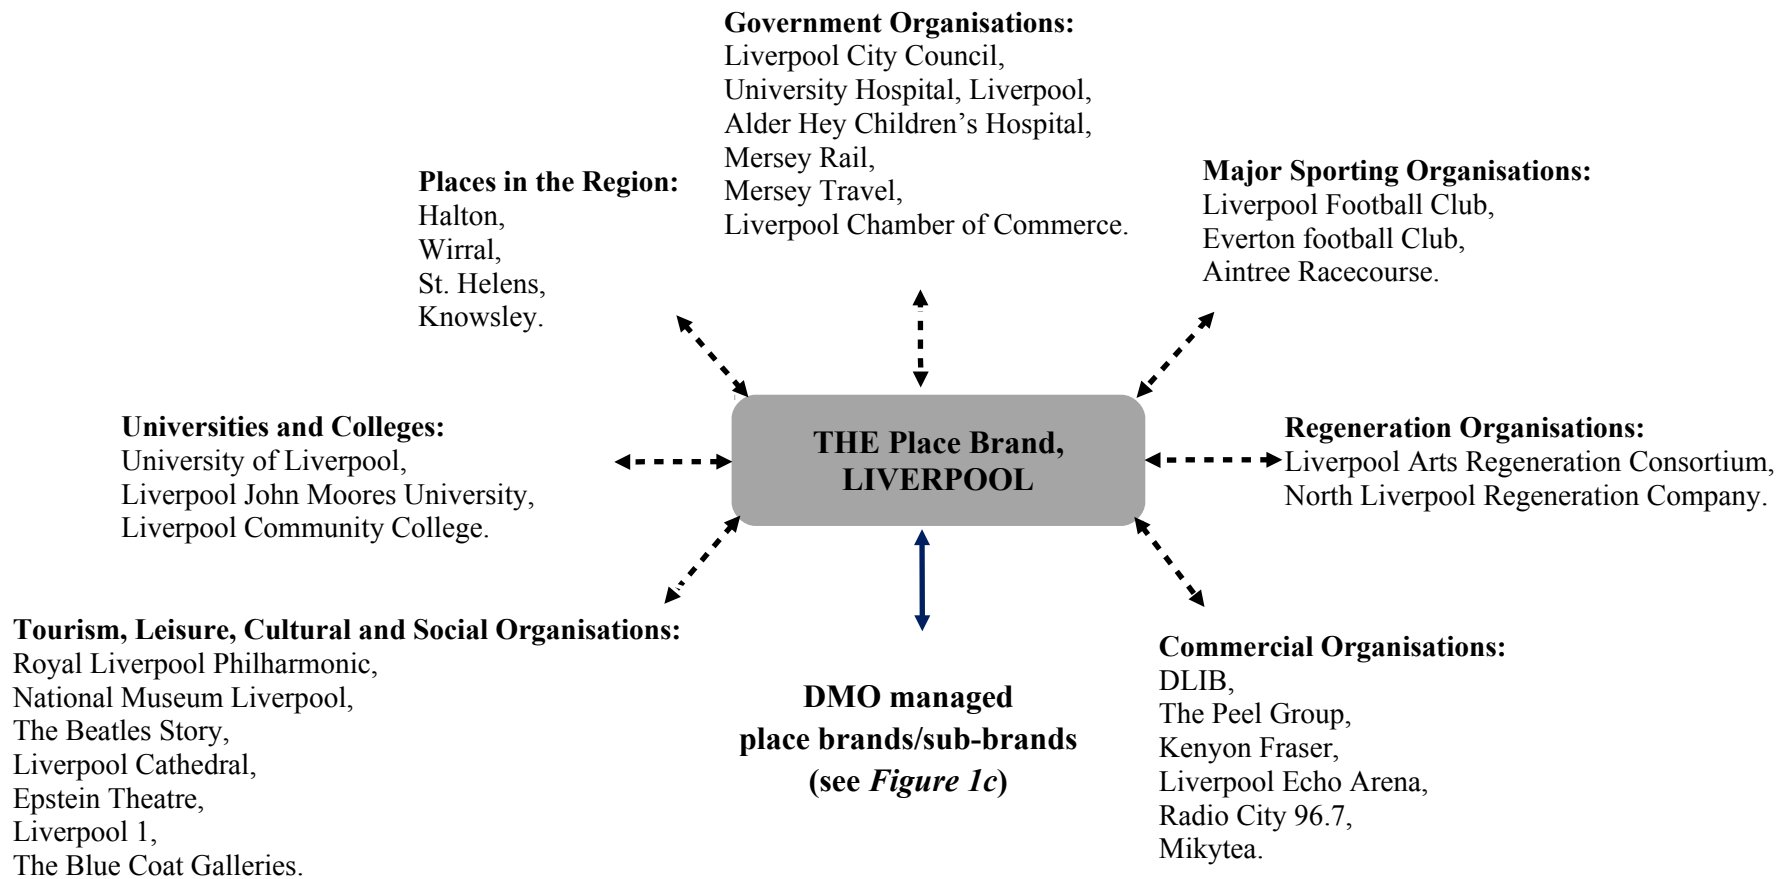 Government Organisations:
Liverpool City Council,
University Hospital, Liverpool,
Alder Hey Children’s Hospital,
Mersey Rail,
Mersey Travel,
Liverpool Chamber of Commerce.
Places in the Region:
Halton,
Wirral,
St. Helens,
Knowsley.
Major Sporting Organisations:
Liverpool Football Club,
Everton football Club,
Aintree Racecourse.
Universities and Colleges:
University of Liverpool,
Liverpool John Moores University,
Liverpool Community College.
THE Place Brand,
LIVERPOOL
Regeneration Organisations:
Liverpool Arts Regeneration Consortium,
North Liverpool Regeneration Company.
Tourism, Leisure, Cultural and Social Organisations:
Royal Liverpool Philharmonic,
National Museum Liverpool,
The Beatles Story,
Liverpool Cathedral,
Epstein Theatre,
Liverpool 1,
The Blue Coat Galleries.
DMO managed
place brands/sub-brands
(see Figure 1c)
Commercial Organisations:
DLIB,
The Peel Group,
Kenyon Fraser,
Liverpool Echo Arena,
Radio City 96.7,
Mikytea.